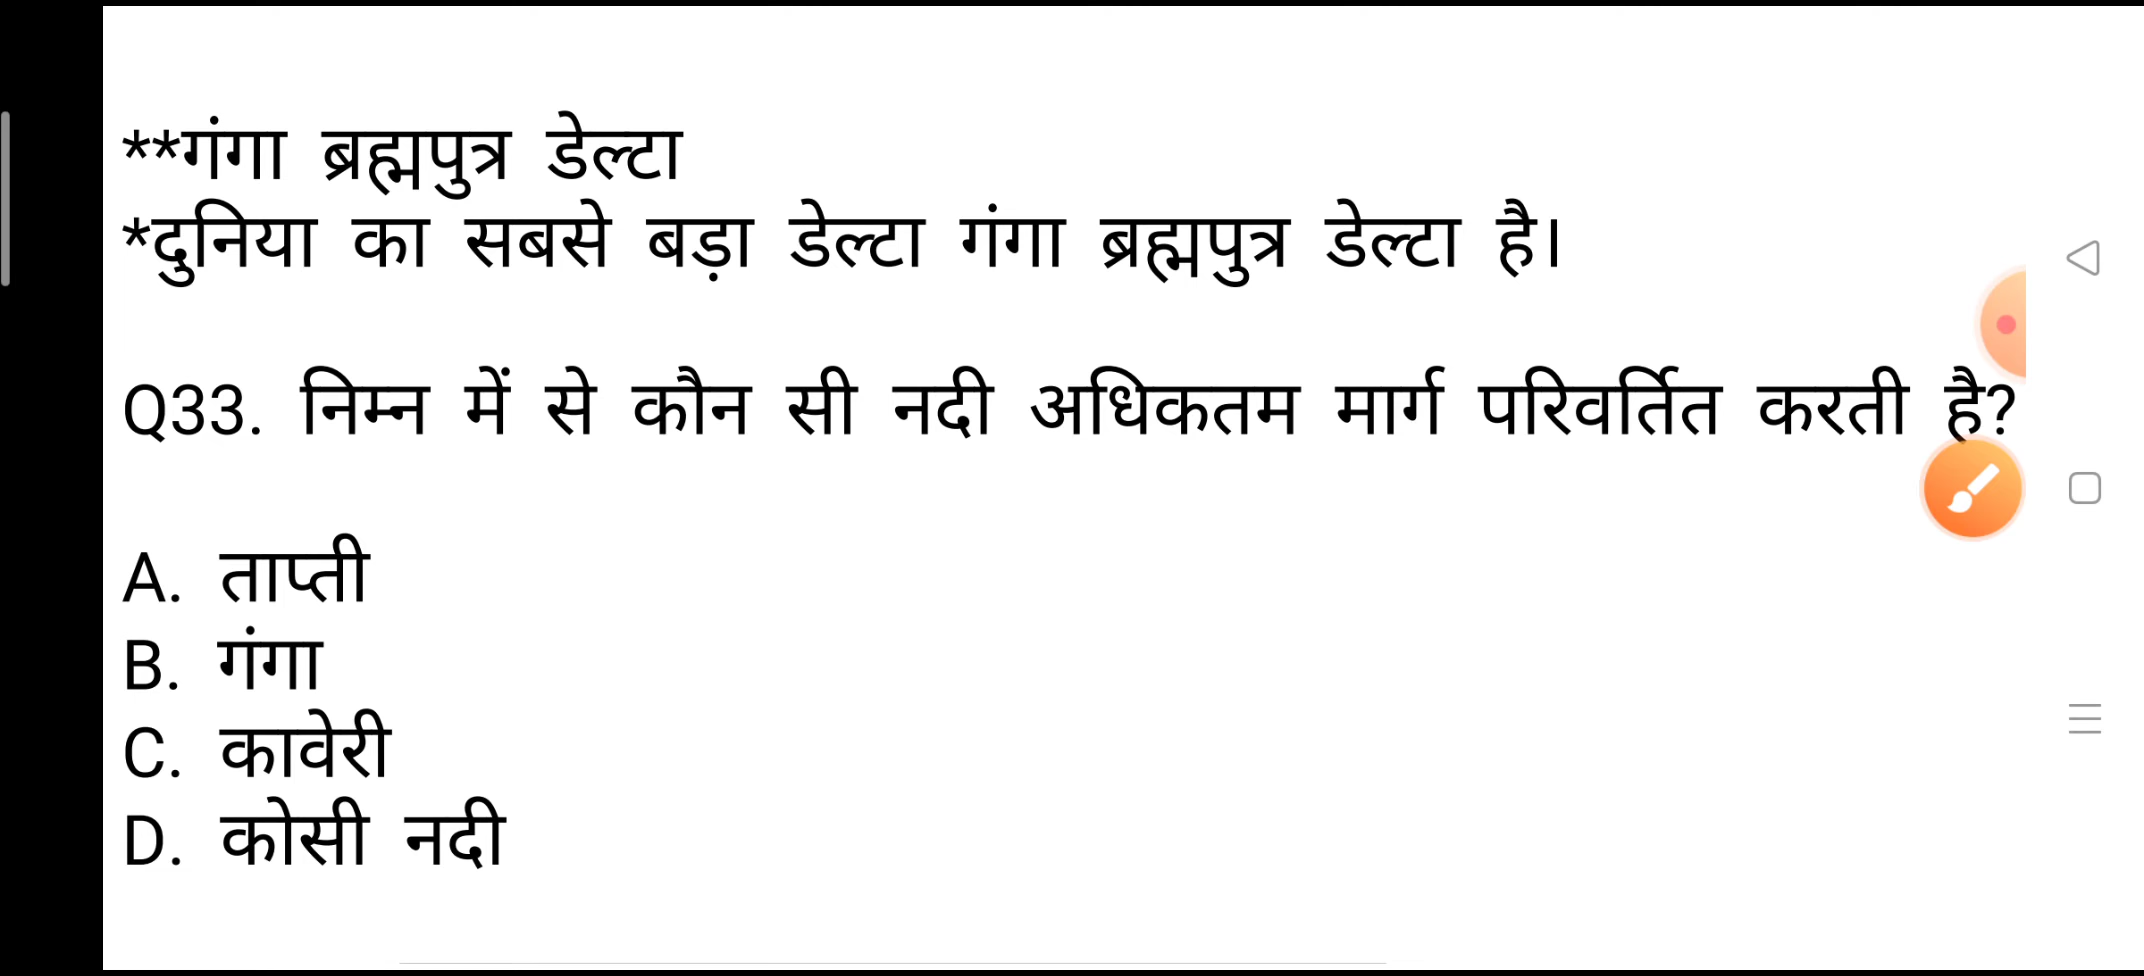 **गंगा ब्रह्मपुत्र डेल्टा
*दुनिया का सबसे बड़ा डेल्टा गंगा ब्रह्मपुत्र डेल्टा है।
Q33. निम्न में से कौन सी नदी अधिकतम मार्ग परिवर्तित करती है?
A. ताप्ती
B. गंगा
C. कावेरी
D. कोसी नदी